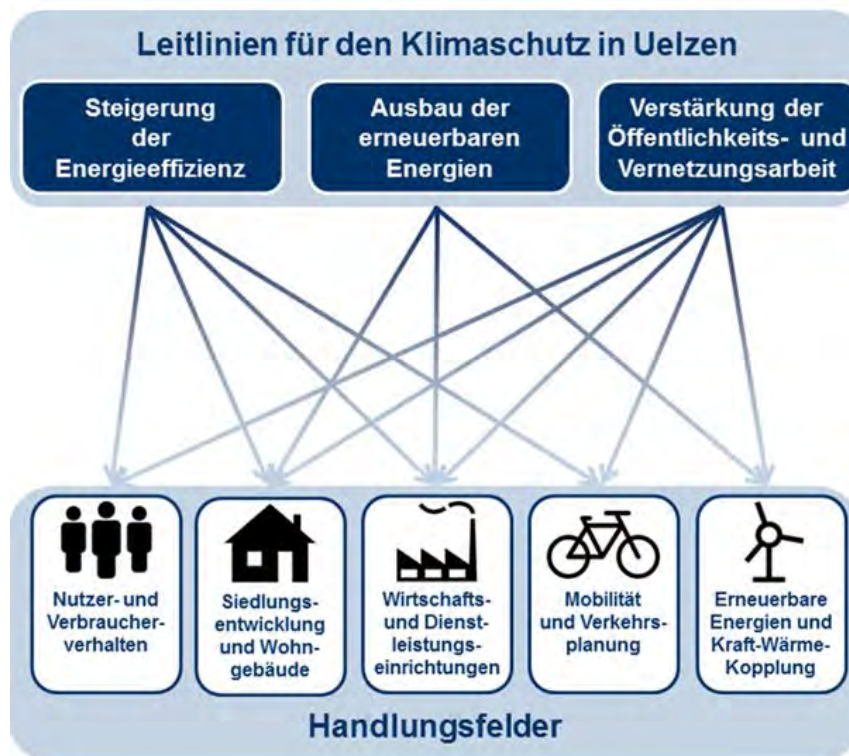 Leitlinien für den Klimaschutz in Uelzen
Steigerung
der
Energieeffizienz
Ausbau der
erneuerbaren
Energien
Verstärkung der
Öffentlichkeits- und
Vernetzungsarbeit
Nutzer- und
Verbraucher-
verhalten
Siedlungs-
entwicklung
und Wohn-
gebäude
Wirtschafts-
und Dienst-
leistungs-
einrichtungen
Mobilität
und Verkehrs-
planung
Erneuerbare
Energien und
Kraft-Wärme-
Kopplung
Handlungsfelder